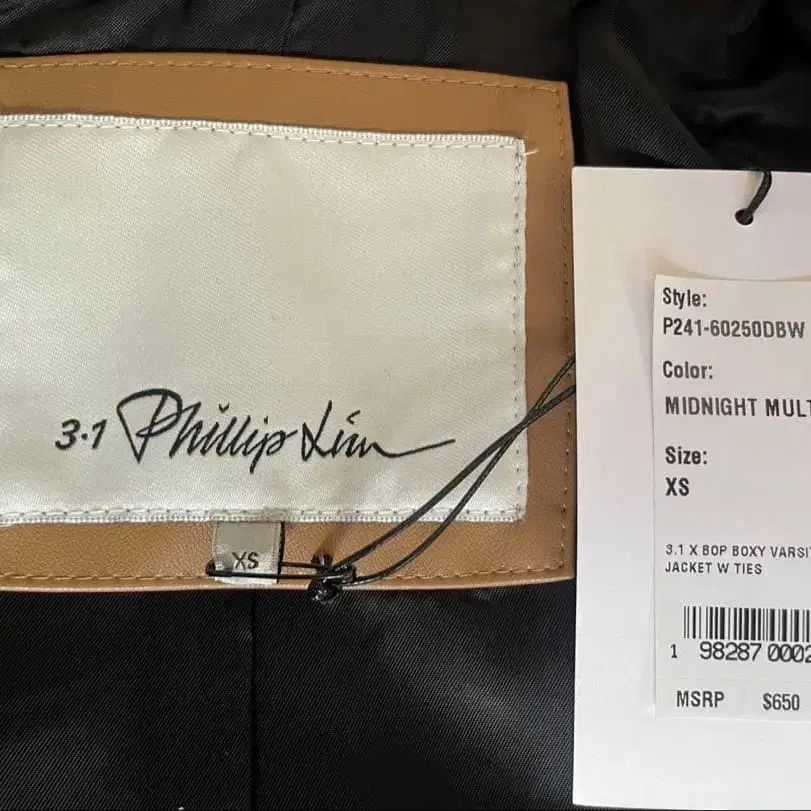 3.1 Phillip Lim
XS
Style:
P241-60250DBW
Color:
MIDNIGHT MULT
Size:
XS
3.1 X BOP BOXY VARSI
JACKET W TIES
1 98287 0002
MSRP $650